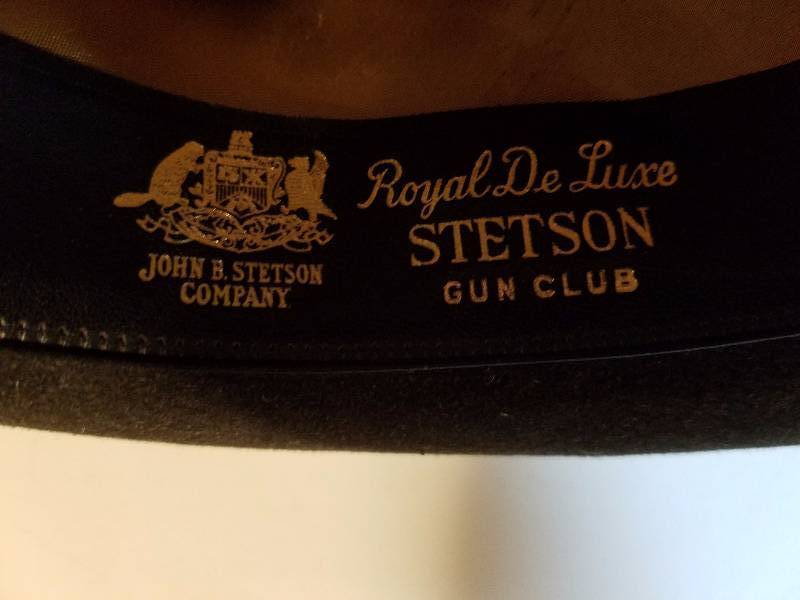 JOHN B. STETSON
COMPANY
Royal De Luxe
STETSON
GUN CLUB